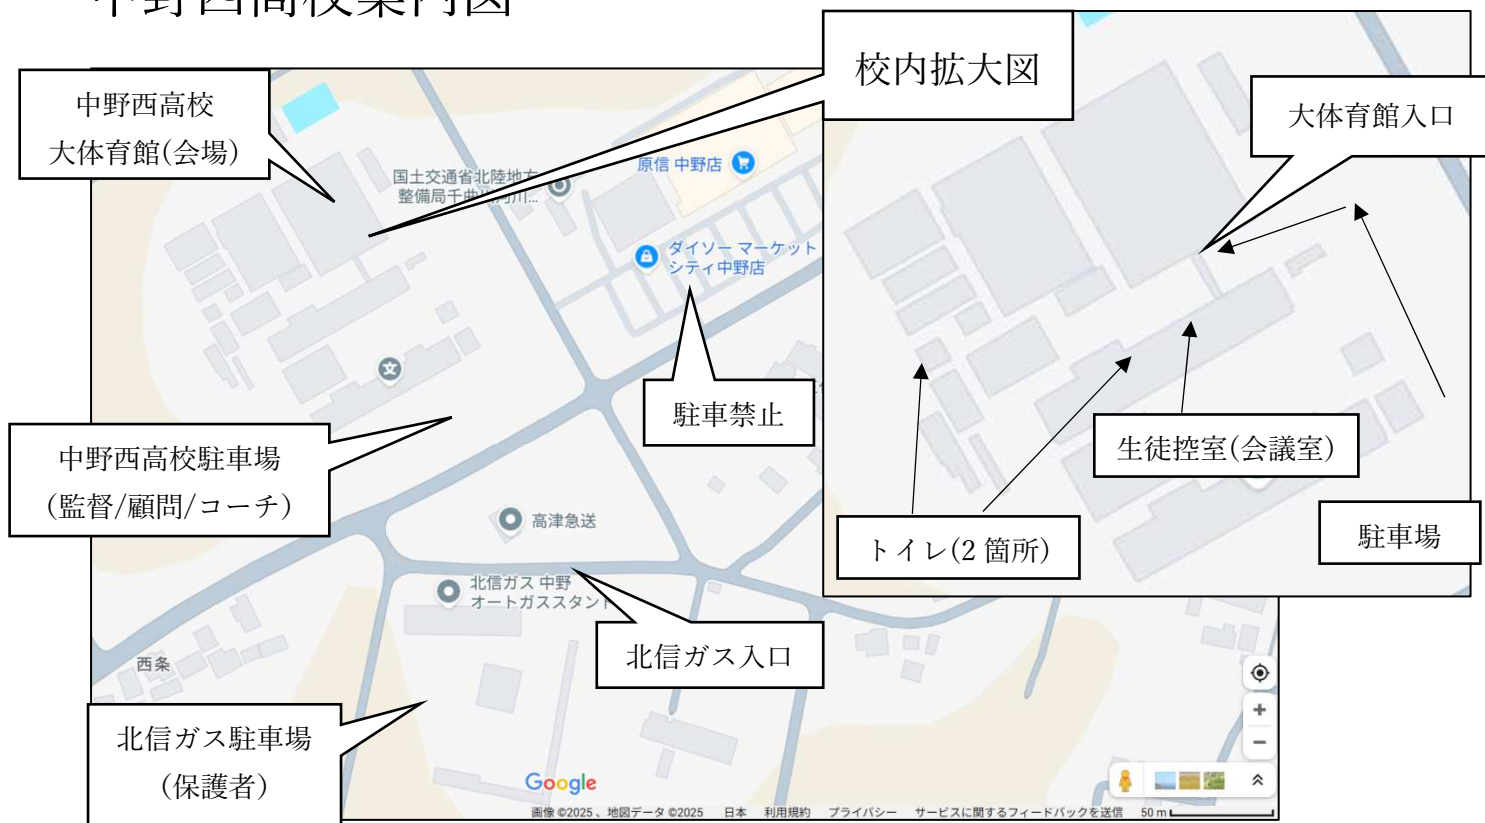 中野西高校案内図
校内拡大図
中野西高校
大体育館(会場)
大体育館入口
原信 中野店
国土交通省北陸地方
整備局千曲川河川...
ダイソー マーケット
シティ中野店
文
駐車禁止
中野西高校駐車場
(監督/顧問/コーチ)
生徒控室(会議室)
高津急送
トイレ(2 箇所)
駐車場
北信ガス 中野
オートガススタンド
北信ガス入口
西条
北信ガス駐車場
(保護者)
Google
画像 ©2025 、地図データ ©2025 日本 利用規約 プライバシー サービスに関するフィードバックを送信 50 m